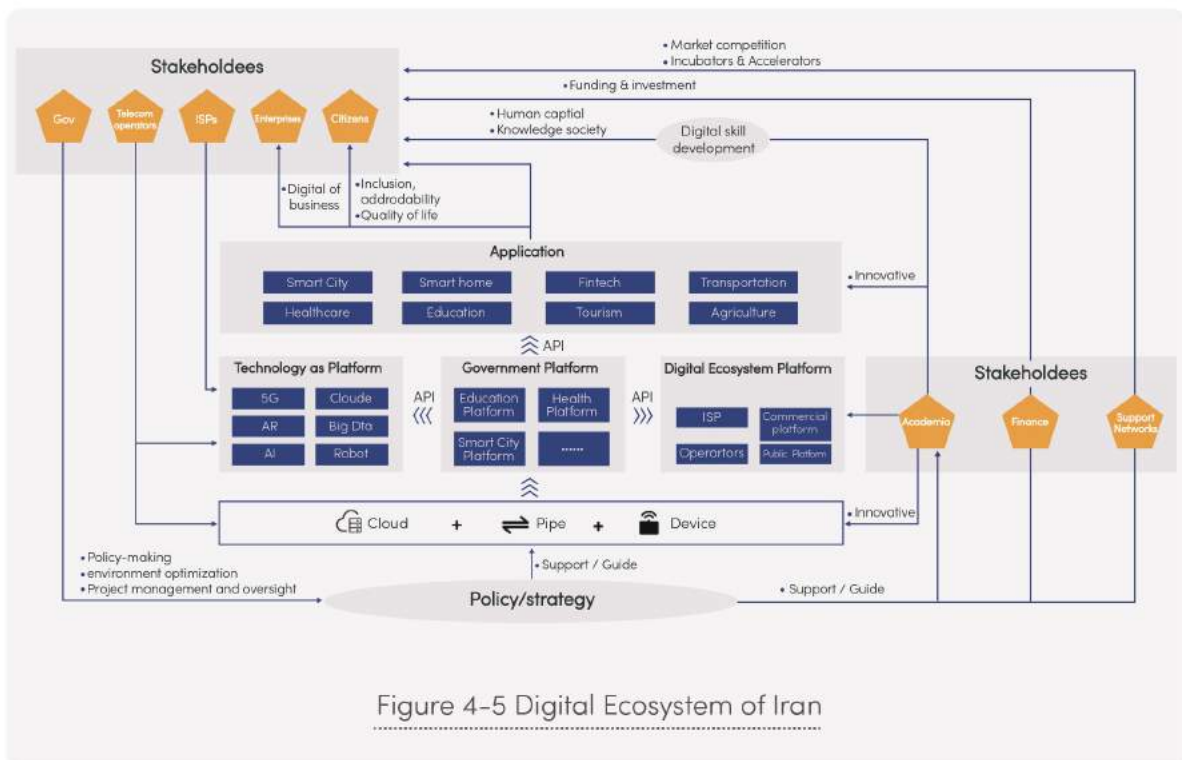 Stakeholdees
Gov
Telecom
operators
ISPs
Enterprises
Citizens
• Market competition
• Incubators & Accelerators
•Funding & investment
• Human captial
• Knowledge society
Digital skill
development
•Digital of
business
•Inclusion,
addrodability
•Quality of life
Application
Smart City
Smart home
Fintech
Transportation
Healthcare
Education
Tourism
Agriculture
• Innovative
API
Technology as Platform
5G
Cloude
AR
Big Dta
AI
Robot
API
Government Platform
Education
Platform
Health
Platform
Smart City
Platform
......
API
Digital Ecosystem Platform
ISP
Commercial
platform
Operartors
Public Platform
Stakeholdees
Academia
Finance
Support
Networks
Cloud
+
Pipe
+
Device
• Innovative
• Policy-making
• environment optimization
• Project management and oversight
• Support / Guide
Policy/strategy
• Support / Guide
Figure 4-5 Digital Ecosystem of Iran